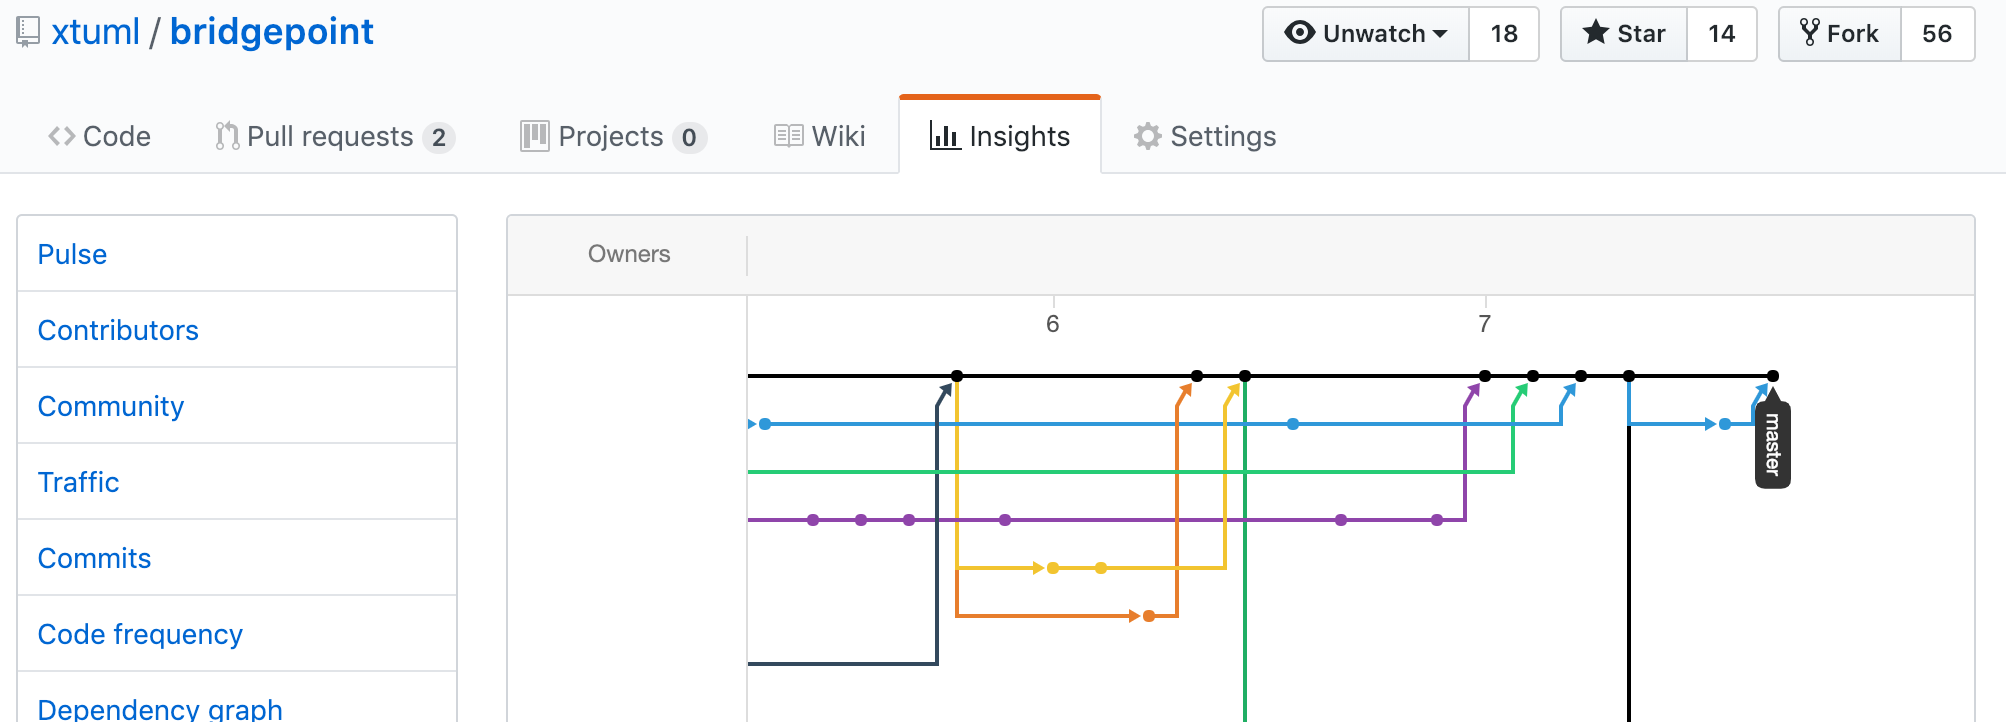 xtuml / bridgepoint
Unwatch 18 Star 14 Fork 56
Code Pull requests 2 Projects 0 Wiki Insights Settings
Pulse
Contributors
Community
Traffic
Commits
Code frequency
Dependency graph
Owners
6 7
master